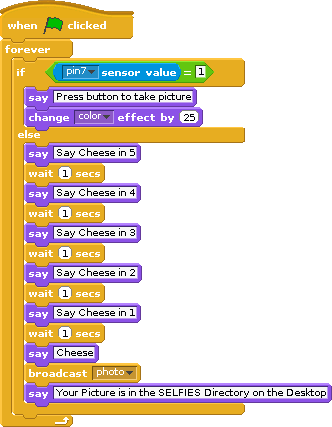 when clicked
forever
if pin7 sensor value = 1
say Press button to take picture
change color effect by 25
else
say Say Cheese in 5
wait 1 secs
say Say Cheese in 4
wait 1 secs
say Say Cheese in 3
wait 1 secs
say Say Cheese in 2
wait 1 secs
say Say Cheese in 1
wait 1 secs
say Cheese
broadcast photo
say Your Picture is in the SELFIES Directory on the Desktop